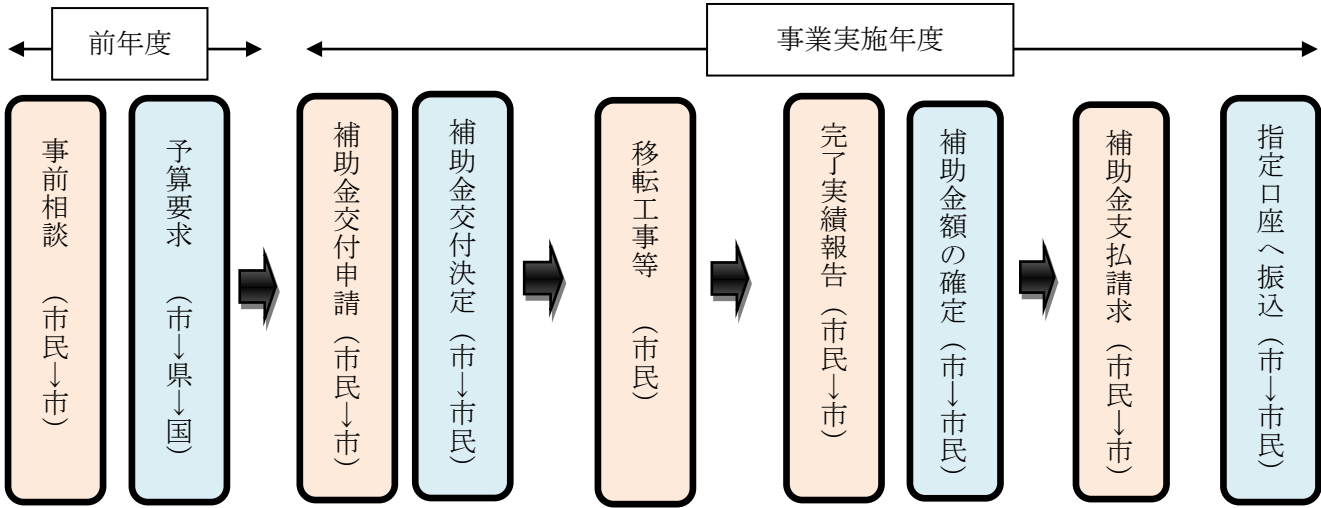 前年度
事業実施年度
事前相談 （市民→市）
予算要求 （市→県→国）
補助金交付申請（市民→市）
補助金交付決定（市→市民）
移転工事等 （市民）
完了実績報告（市民→市）
補助金額の確定（市→市民）
補助金支払請求（市民→市）
指定口座へ振込（市→市民）